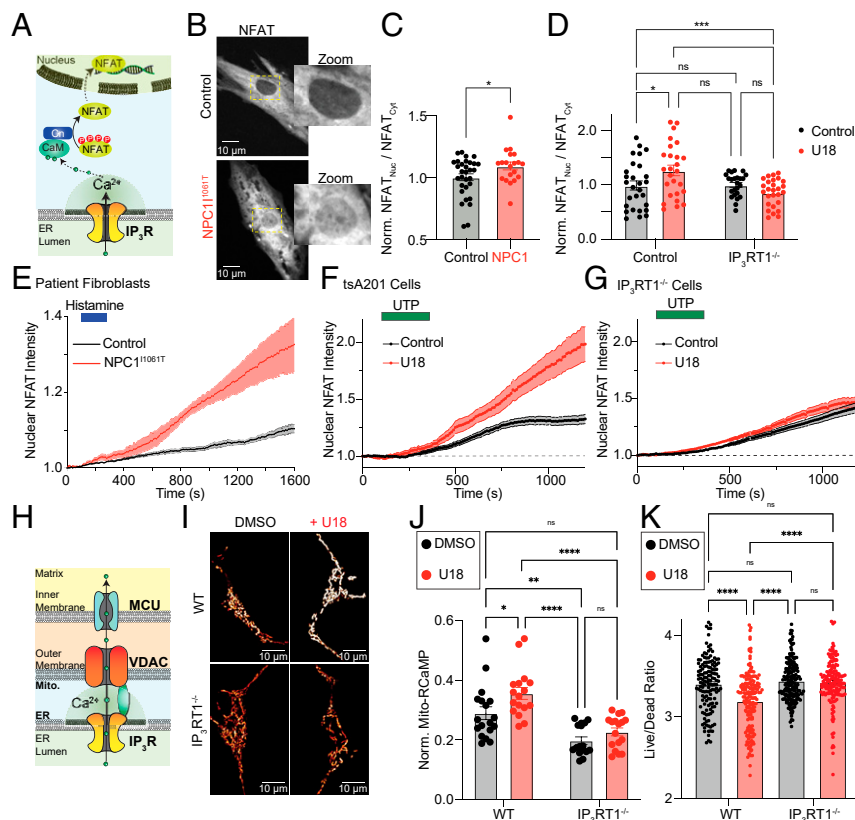 A
Nucleus
NFAT
NFAT
Cn
CaM
P P P P
NFAT
Ca2+
IP3R
ER
Lumen
B
NFAT
Control
Zoom
10 µm
NPC1I1061T
Zoom
10 µm
C
Norm. NFATNuc / NFATCyt
1.5
1.0
0.5
*
Control NPC1
D
Norm. NFATNuc / NFATCyt
2.0
1.5
1.0
0.5
0.0
***
ns
*
ns
ns
Control
U18
Control
IP3RT1-/-
E Patient Fibroblasts
Histamine
Control
NPC1I1061T
Nuclear NFAT Intensity
1.4
1.2
1.0
0
400
800
1200
1600
Time (s)
F tsA201 Cells
UTP
Control
U18
Nuclear NFAT Intensity
2.0
1.5
1.0
0
500
1000
Time (s)
G IP3RT1-/- Cells
UTP
Control
U18
Nuclear NFAT Intensity
2.0
1.5
1.0
0
500
1000
Time (s)
H
Matrix
Inner
Membrane
MCU
Outer
Membrane
VDAC
Mito.
Ca2+
ER
ER
Lumen
IP3R
I
DMSO
+ U18
WT
10 µm
10 µm
IP3RT1-/-
10 µm
10 µm
J
DMSO
U18
Norm. Mito-RCaMP
0.6
0.4
0.2
0
ns
****
**
*
****
ns
WT
IP3RT1-/-
K
DMSO
U18
Live/Dead Ratio
4
3
2
ns
****
ns
****
****
ns
WT
IP3RT1-/-